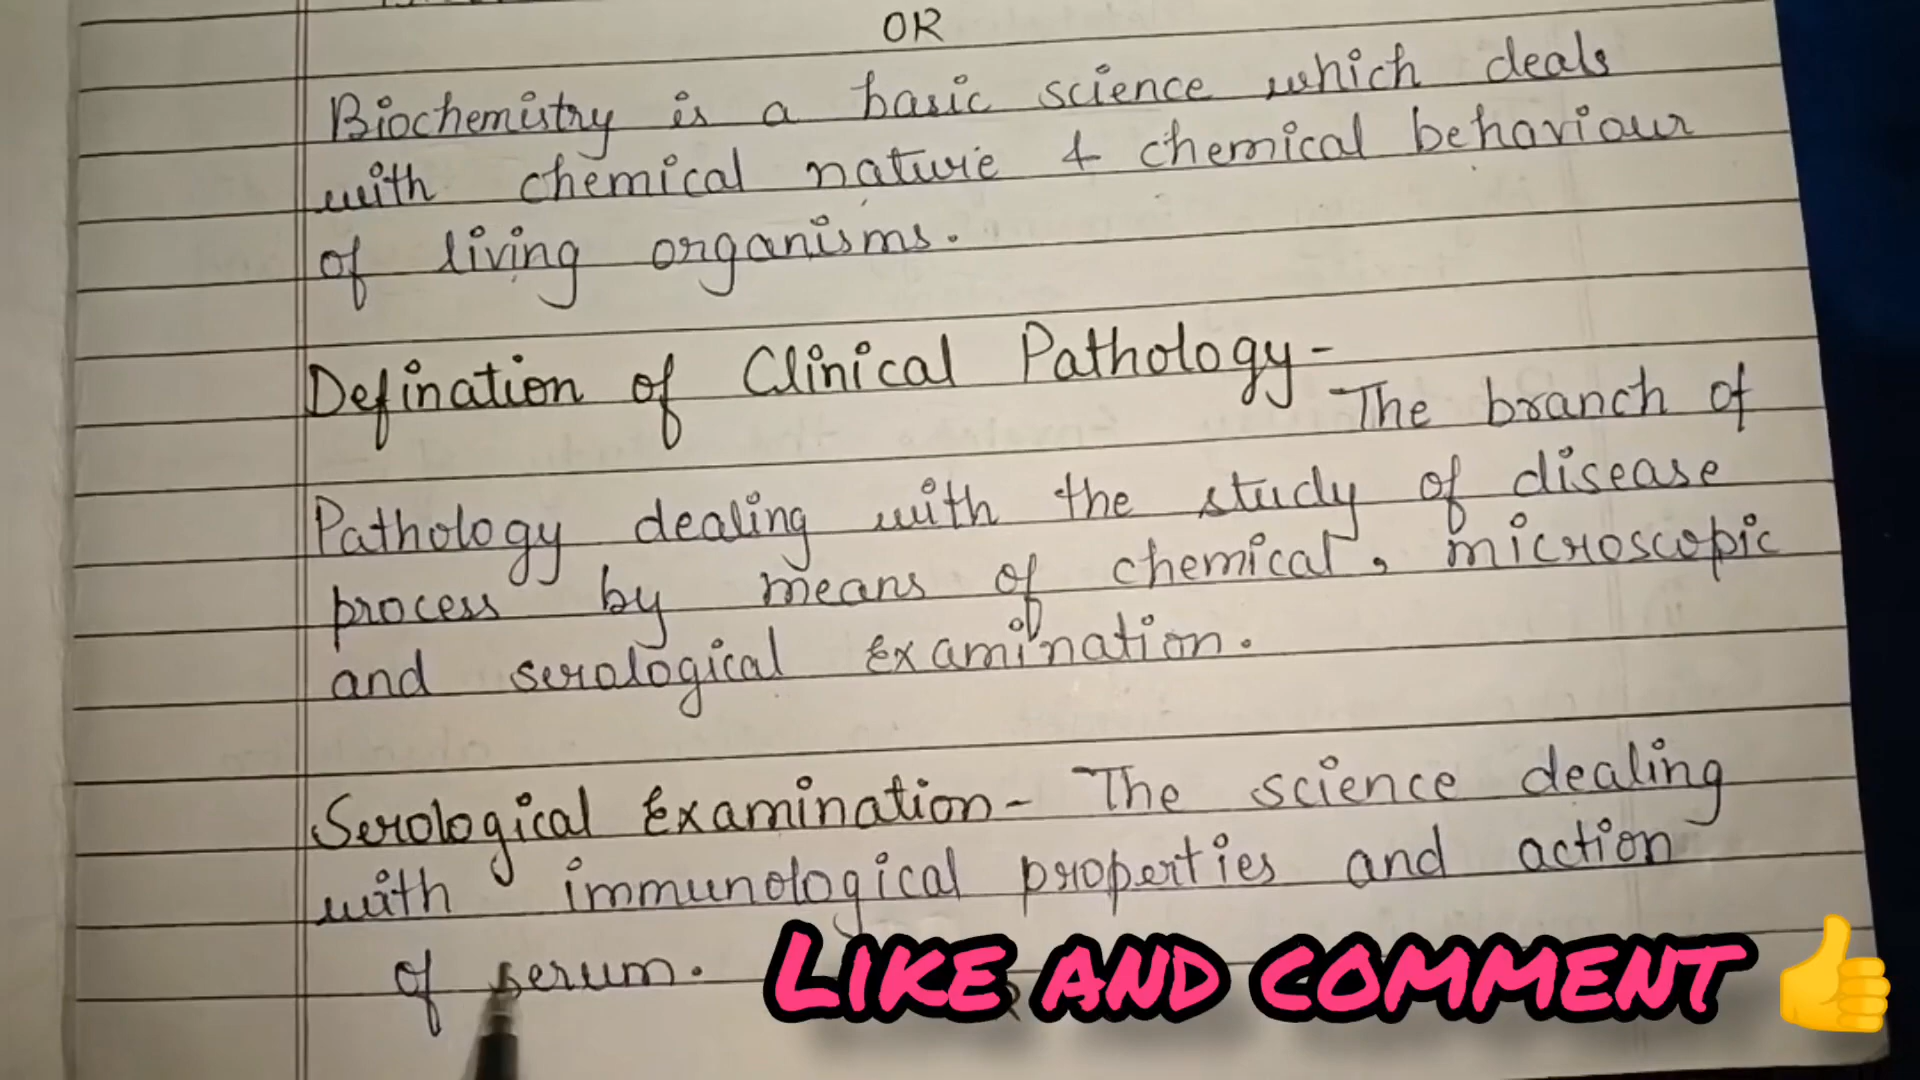 OR
Biochemistry is a basic science which deals
with chemical nature & chemical behaviour
of living organisms.
Defination of Clinical Pathology-
The branch of
Pathology dealing with the study of disease
process by means of chemical, microscopic
and serological examination.
Serological Examination- The science dealing
with immunological properties and action
of serum.
LIKE AND COMMENT 👍